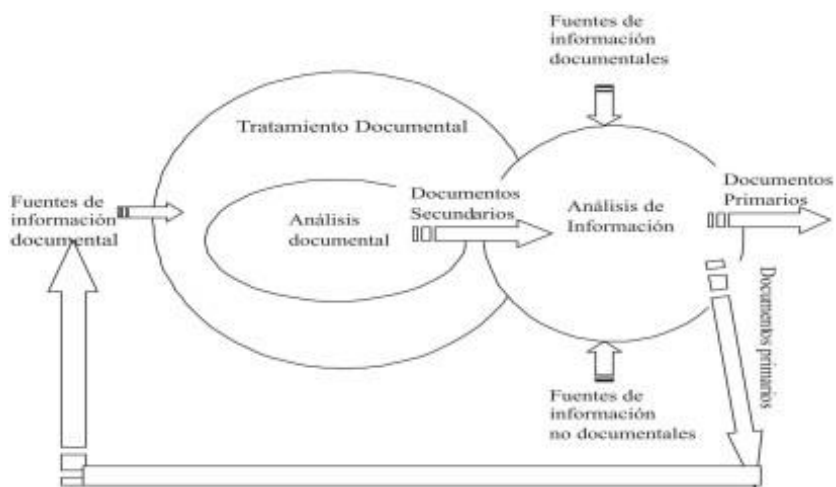 Fuentes de
información
documentales
Tratamiento Documental
Fuentes de
información
documental
Análisis
documental
Documentos
Secundarios
Análisis de
Información
Documentos
Primarios
Documentos primarios
Fuentes de
información
no documentales